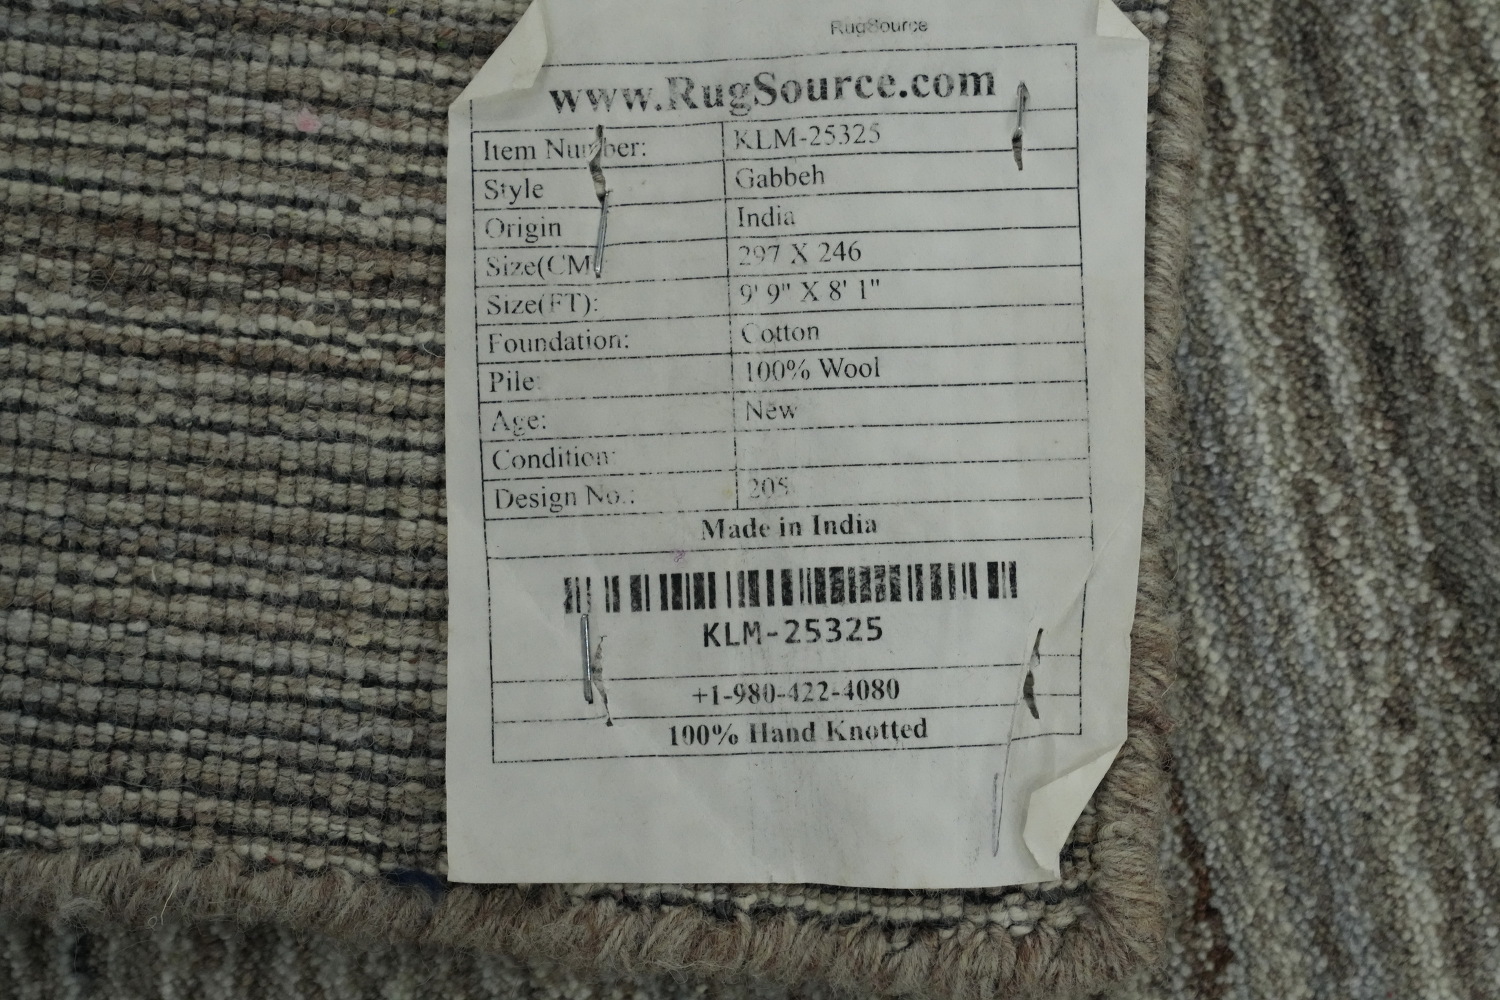 RugSource
www.RugSource.com
Item Number: KLM-25325
Style Gabbeh
Origin India
Size(CM) 297 X 246
Size(FT): 9' 9" X 8' 1"
Foundation: Cotton
Pile: 100% Wool
Age: New
Condition:
Design No.: 205
Made in India
KLM-25325
+1-980-422-4080
100% Hand Knotted